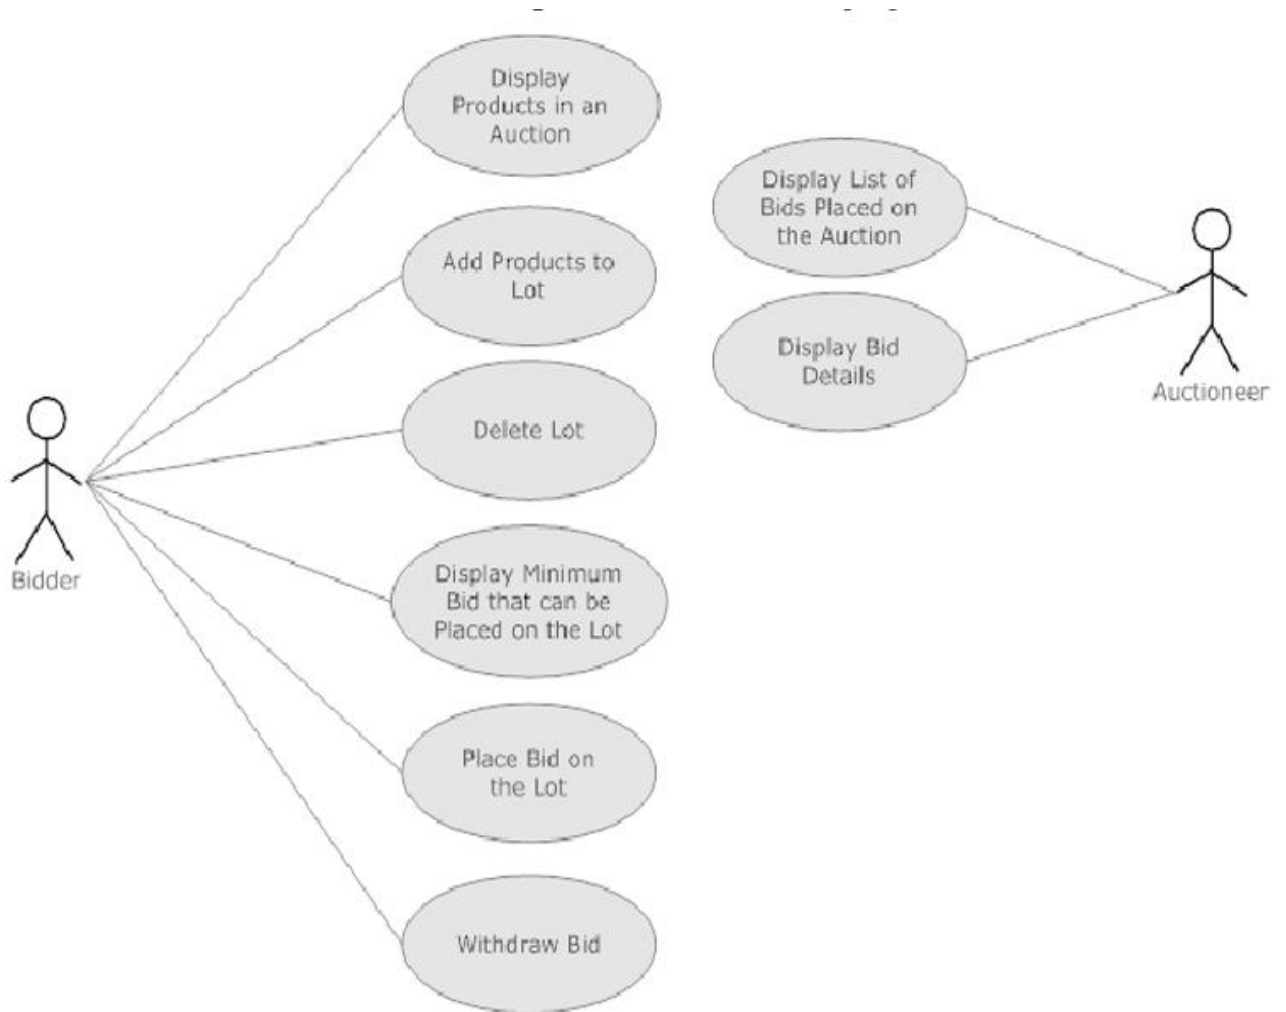 Display
Products in an
Auction
Display List of
Bids Placed on
the Auction
Add Products to
Lot
Display Bid
Details
Auctioneer
Delete Lot
Bidder
Display Minimum
Bid that can be
Placed on the Lot
Place Bid on
the Lot
Withdraw Bid